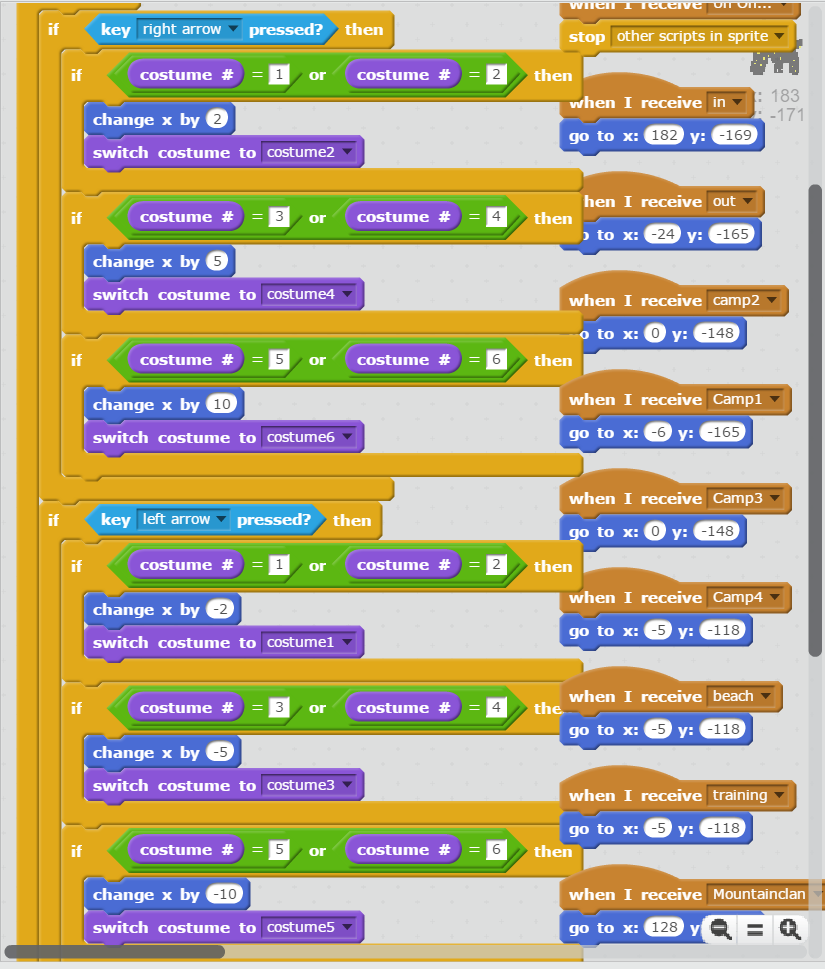 if key right arrow pressed? then
if costume # = 1 or costume # = 2 then
change x by 2
switch costume to costume2
if costume # = 3 or costume # = 4 then
change x by 5
switch costume to costume4
if costume # = 5 or costume # = 6 then
change x by 10
switch costume to costume6
if key left arrow pressed? then
if costume # = 1 or costume # = 2 then
change x by -2
switch costume to costume1
if costume # = 3 or costume # = 4 the
change x by -5
switch costume to costume3
if costume # = 5 or costume # = 6 then
change x by -10
switch costume to costume5
when I receive
stop other scripts in sprite
: 183
: -171
when I receive in
go to x: 182 y: -169
hen I receive out
to x: -24 y: -165
when I receive camp2
to x: 0 y: -148
when I receive Camp1
go to x: -6 y: -165
when I receive Camp3
go to x: 0 y: -148
when I receive Camp4
go to x: -5 y: -118
when I receive beach
go to x: -5 y: -118
when I receive training
go to x: -5 y: -118
when I receive Mountainclan
go to x: 128 y